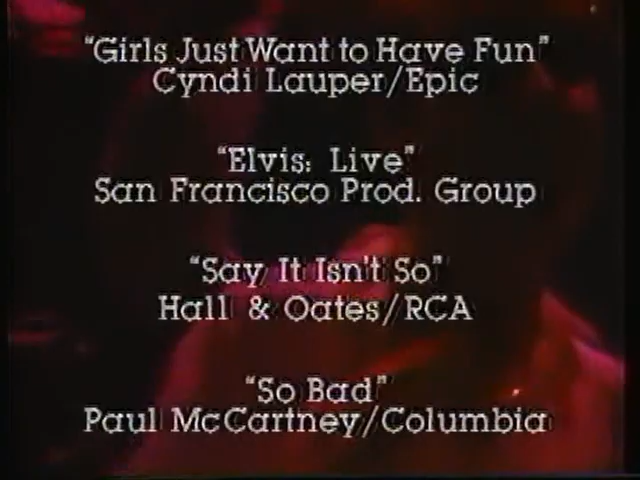 "Girls Just Want to Have Fun"
Cyndi Lauper/Epic
"Elvis: Live"
San Francisco Prod. Group
"Say It Isn't So"
Hall & Oates/RCA
"So Bad"
Paul McCartney/Columbia